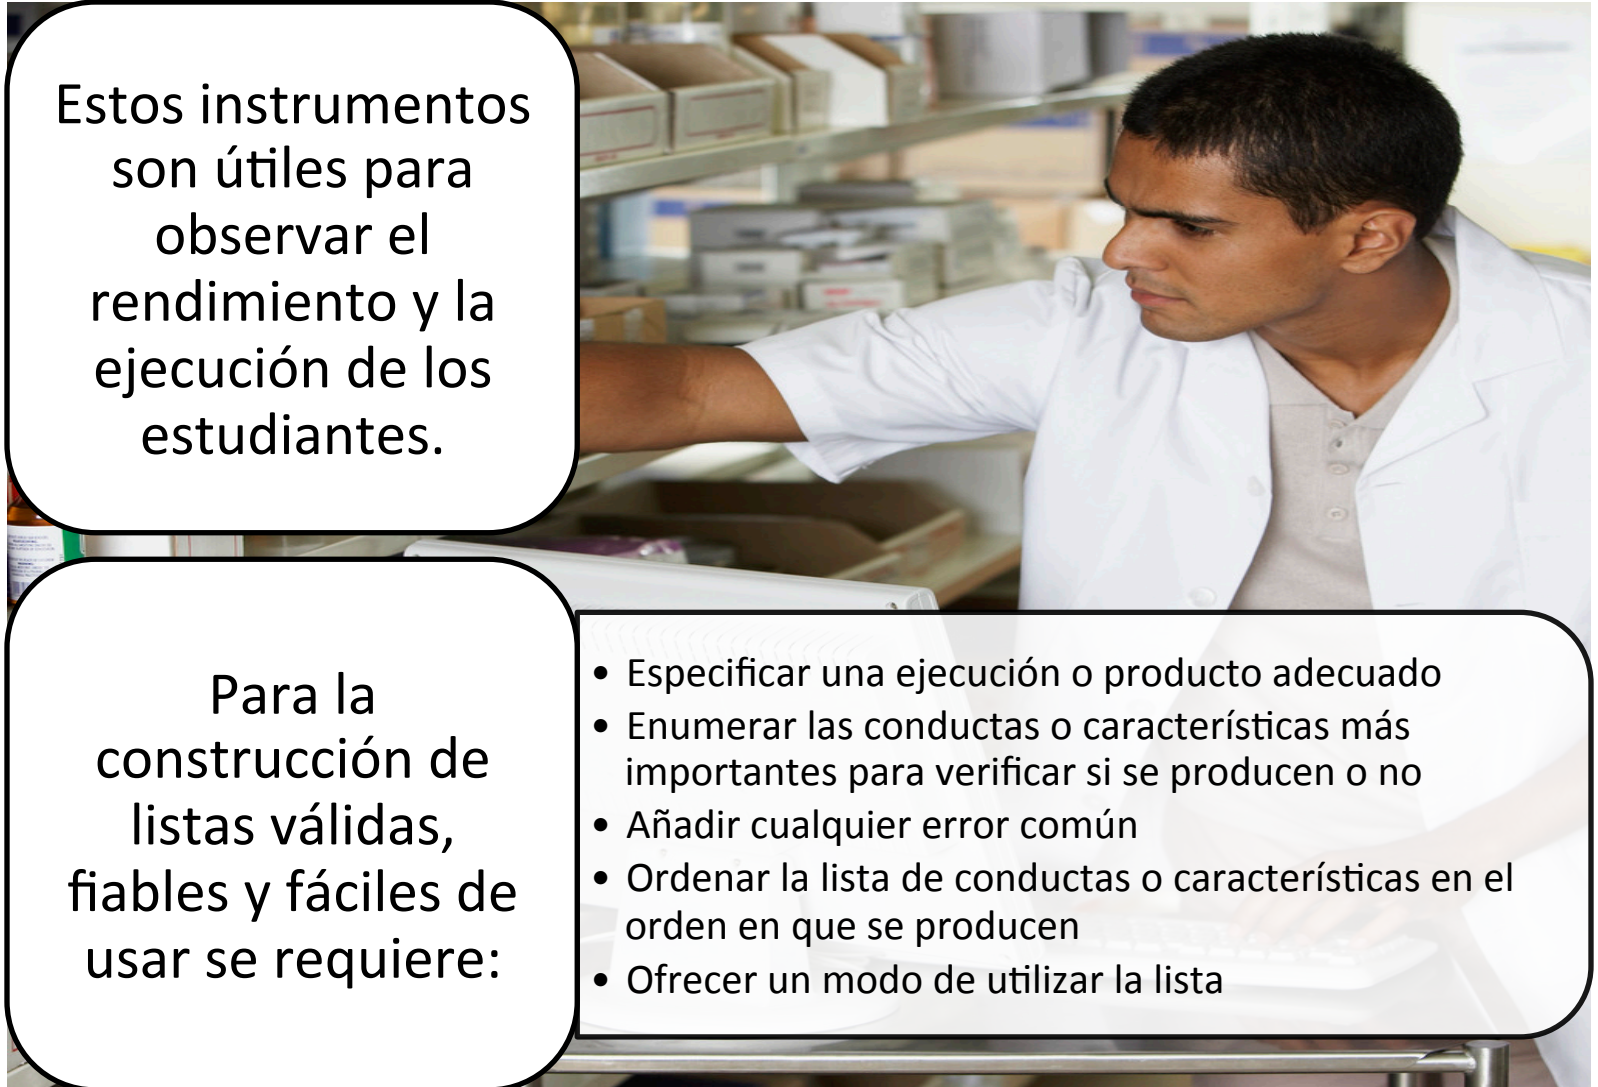 Estos instrumentos
son útiles para
observar el
rendimiento y la
ejecución de los
estudiantes.
Para la
construcción de
listas válidas,
fiables y fáciles de
usar se requiere:
• Especificar una ejecución o producto adecuado
• Enumerar las conductas o características más
importantes para verificar si se producen o no
• Añadir cualquier error común
• Ordenar la lista de conductas o características en el
orden en que se producen
• Ofrecer un modo de utilizar la lista